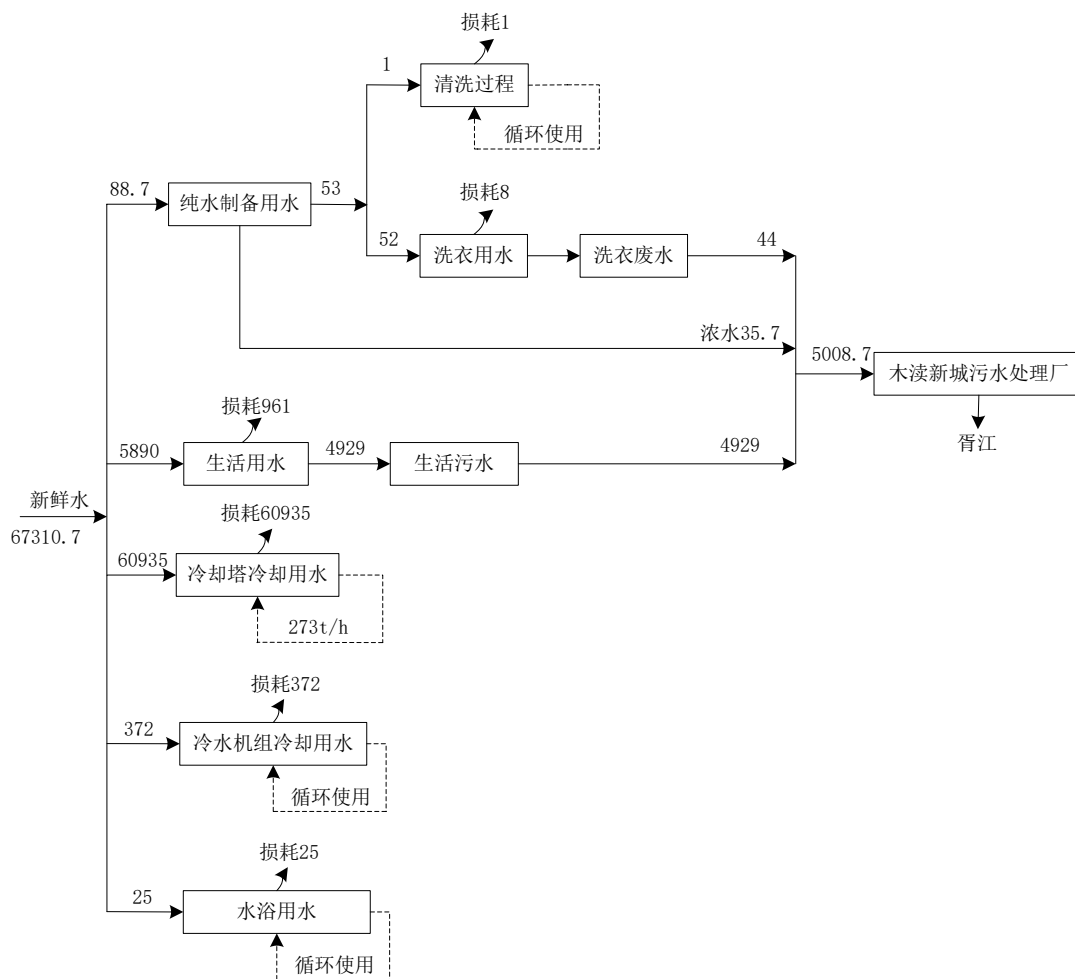 损耗1
1
清洗过程
循环使用
88.7
纯水制备用水
53
损耗8
52
洗衣用水
洗衣废水
44
浓水35.7
5008.7
木渎新城污水处理厂
胥江
损耗961
5890
生活用水
4929
生活污水
4929
新鲜水
67310.7
损耗60935
60935
冷却塔冷却用水
273t/h
损耗372
372
冷水机组冷却用水
循环使用
损耗25
25
水浴用水
循环使用